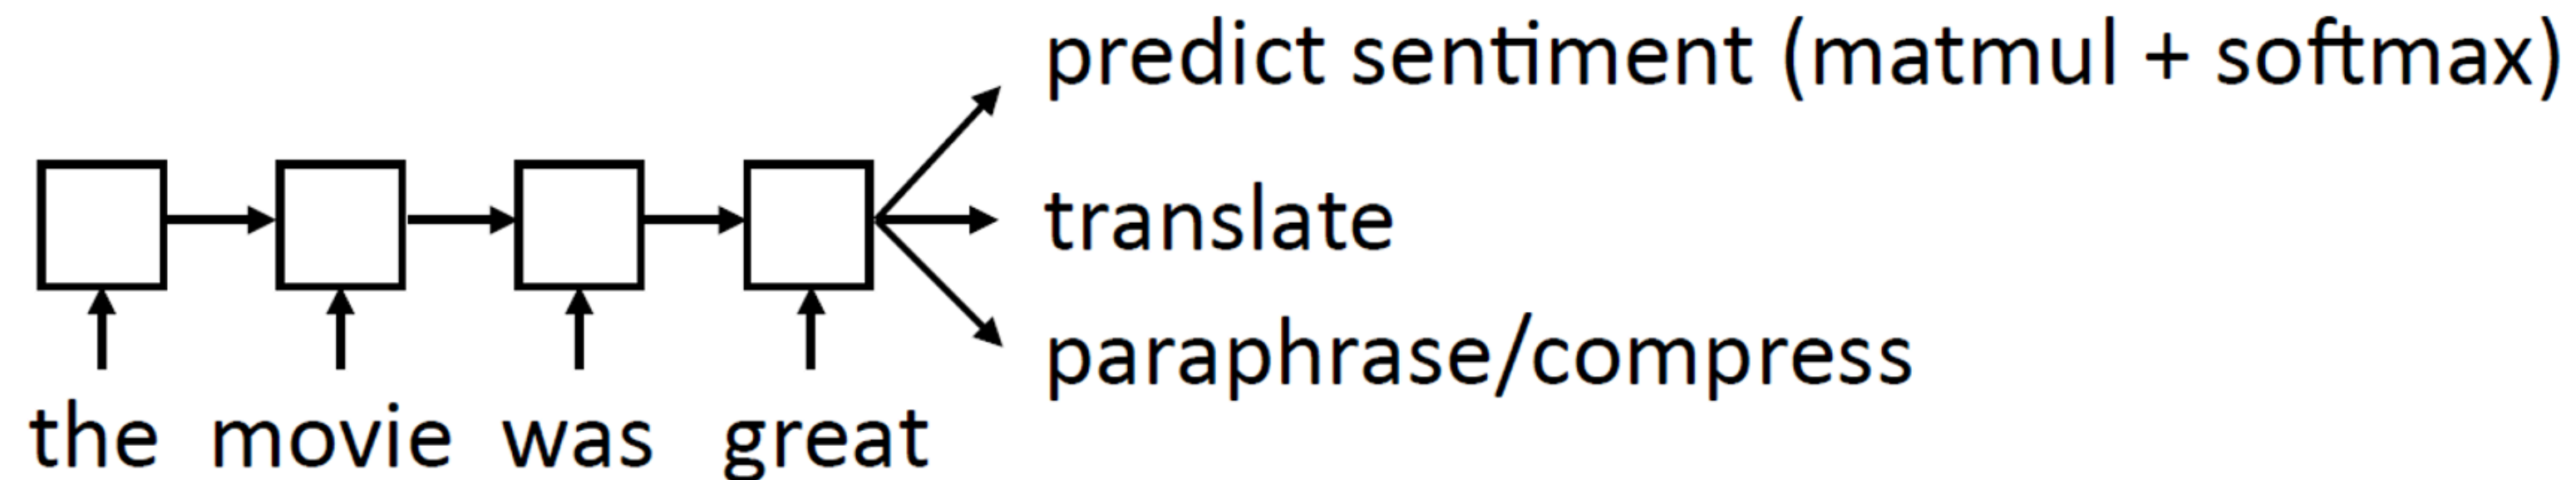 predict sentiment (matmul + softmax)
translate
paraphrase/compress
the movie was great